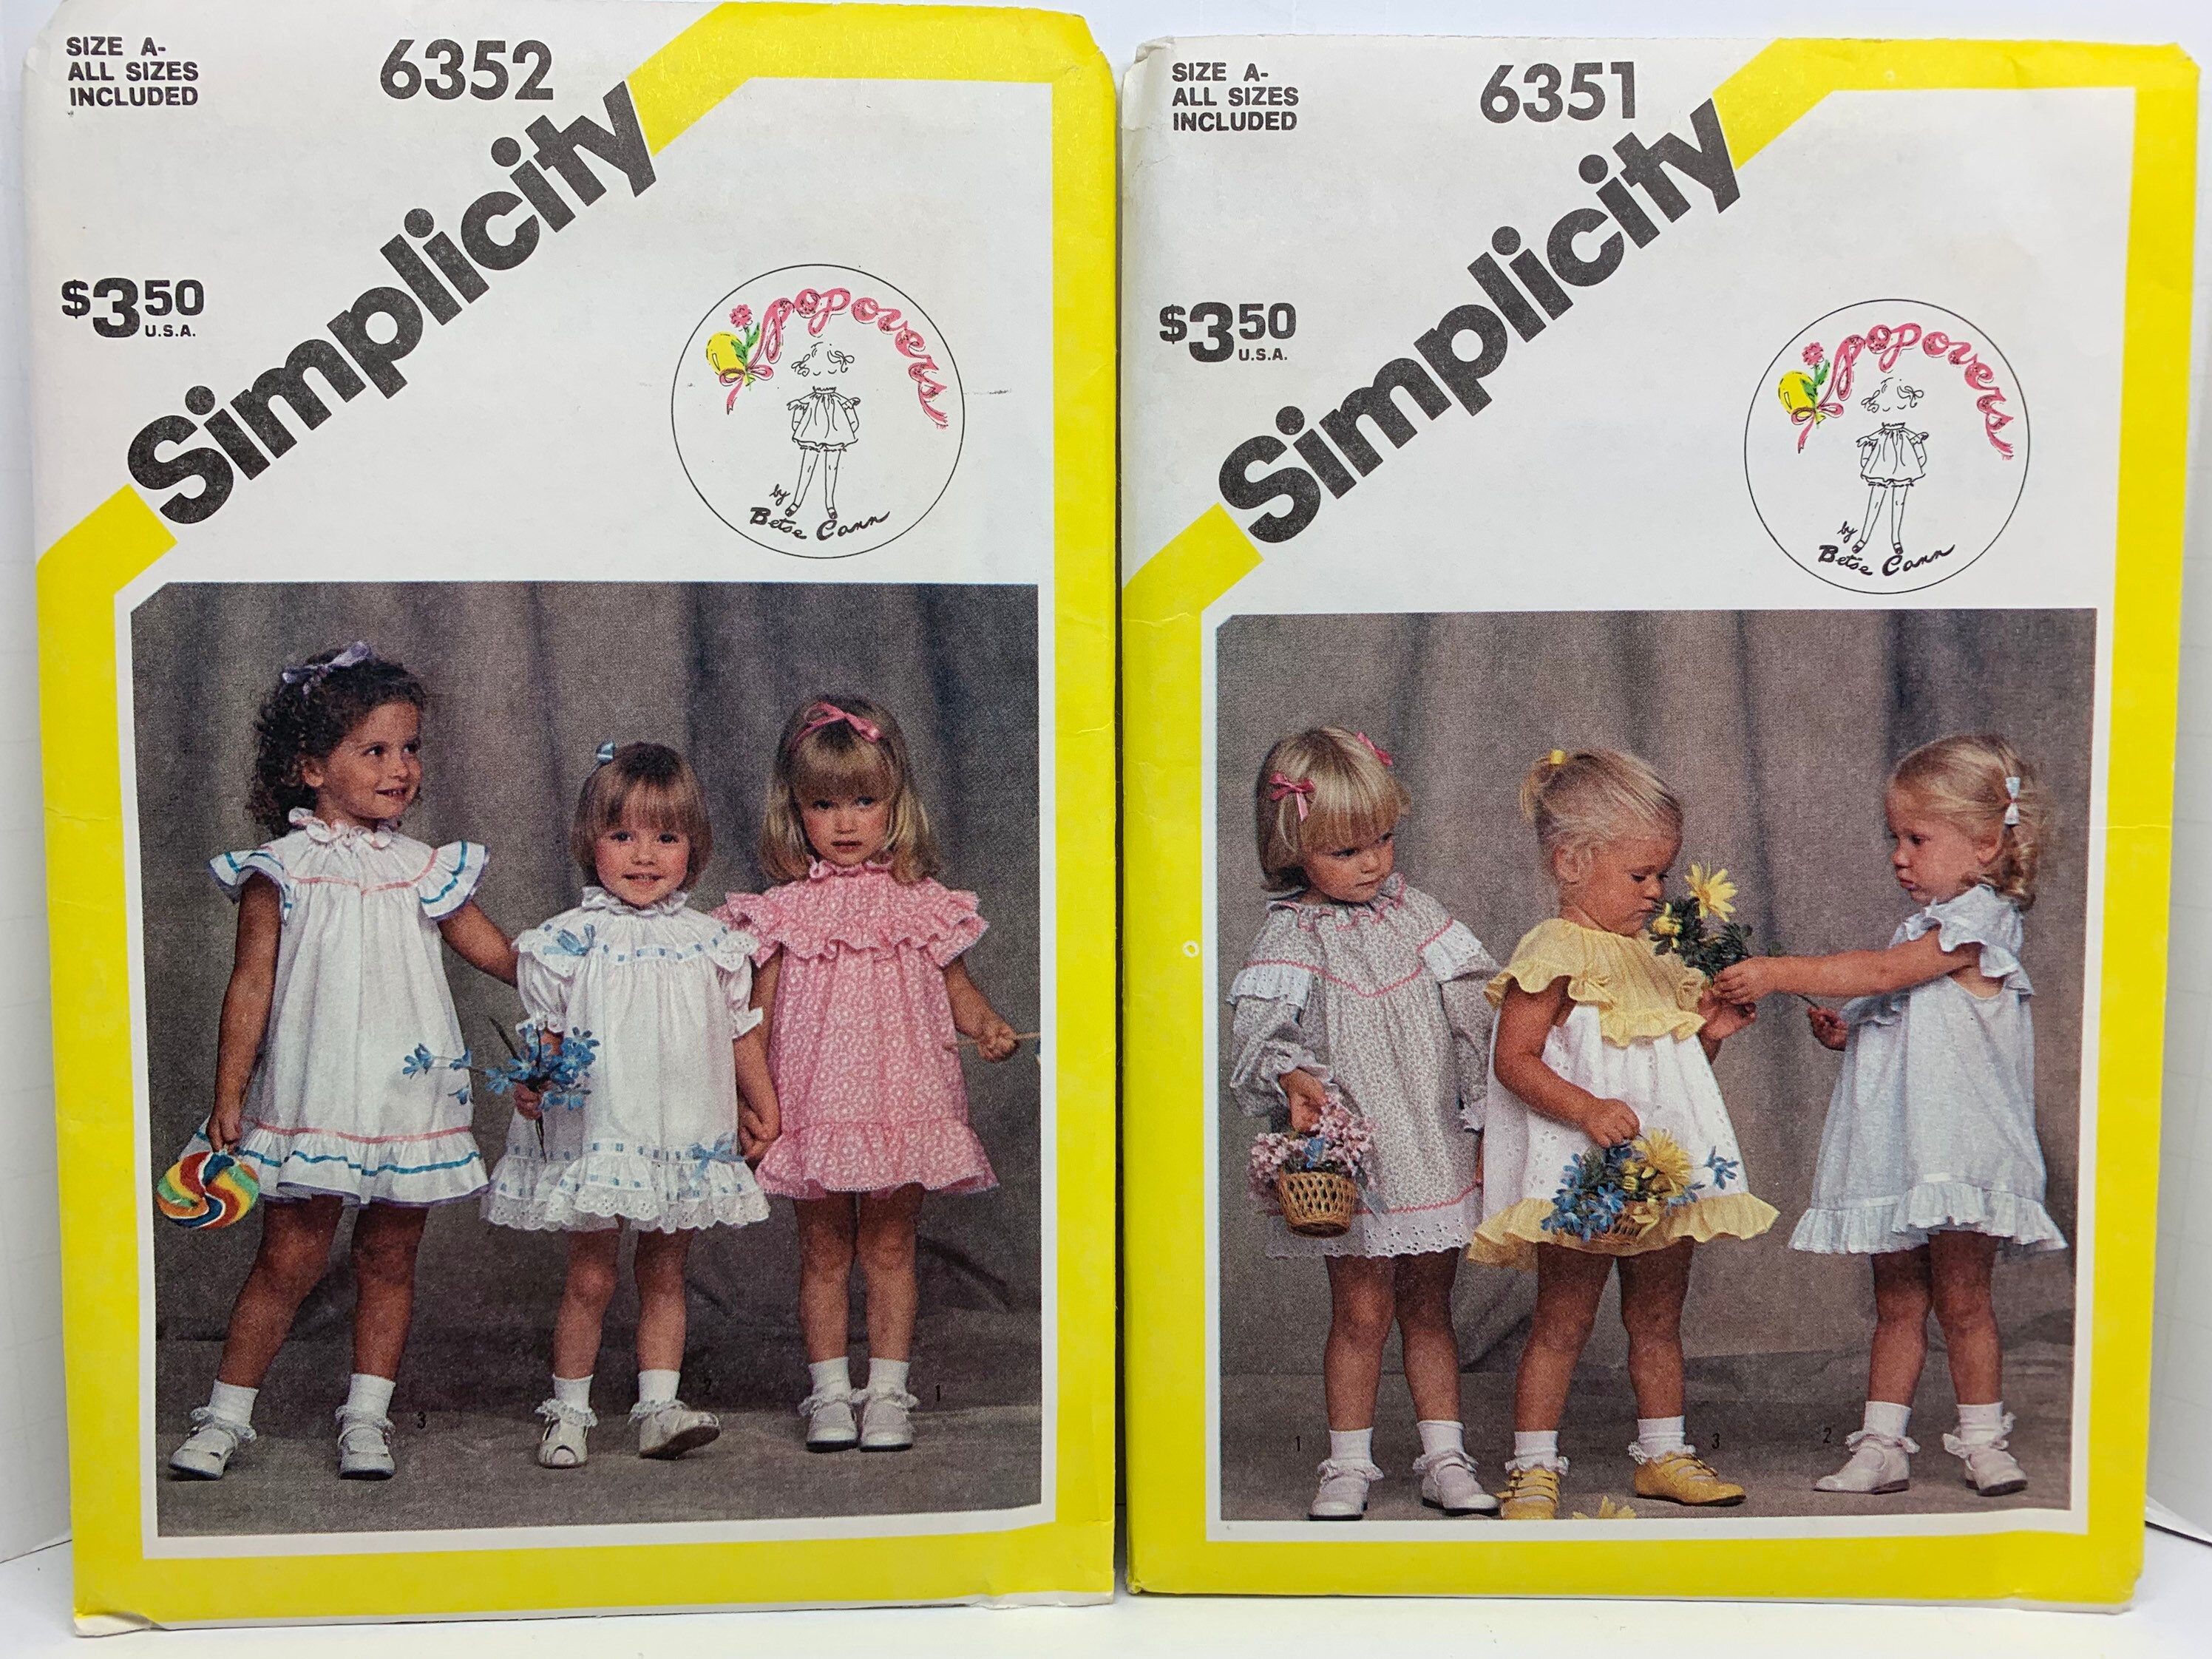 SIZE A-
ALL SIZES
INCLUDED
6352
Simplicity
$3.50
U.S.A.
popovers
by
Betse Cann
3
2
1
SIZE A-
ALL SIZES
INCLUDED
6351
Simplicity
$3.50
U.S.A.
popovers
by
Betse Cann
1
3
2